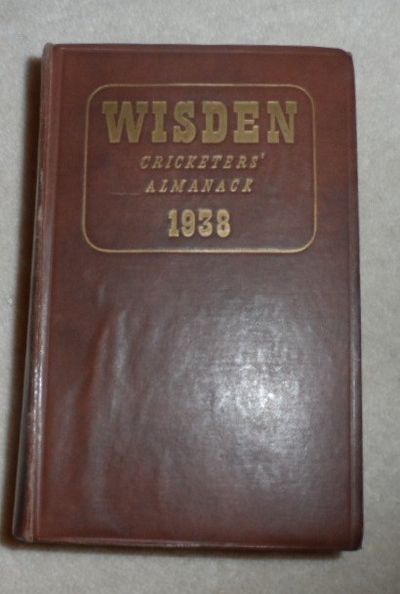 WISDEN
CRICKETERS'
ALMANACK
1938